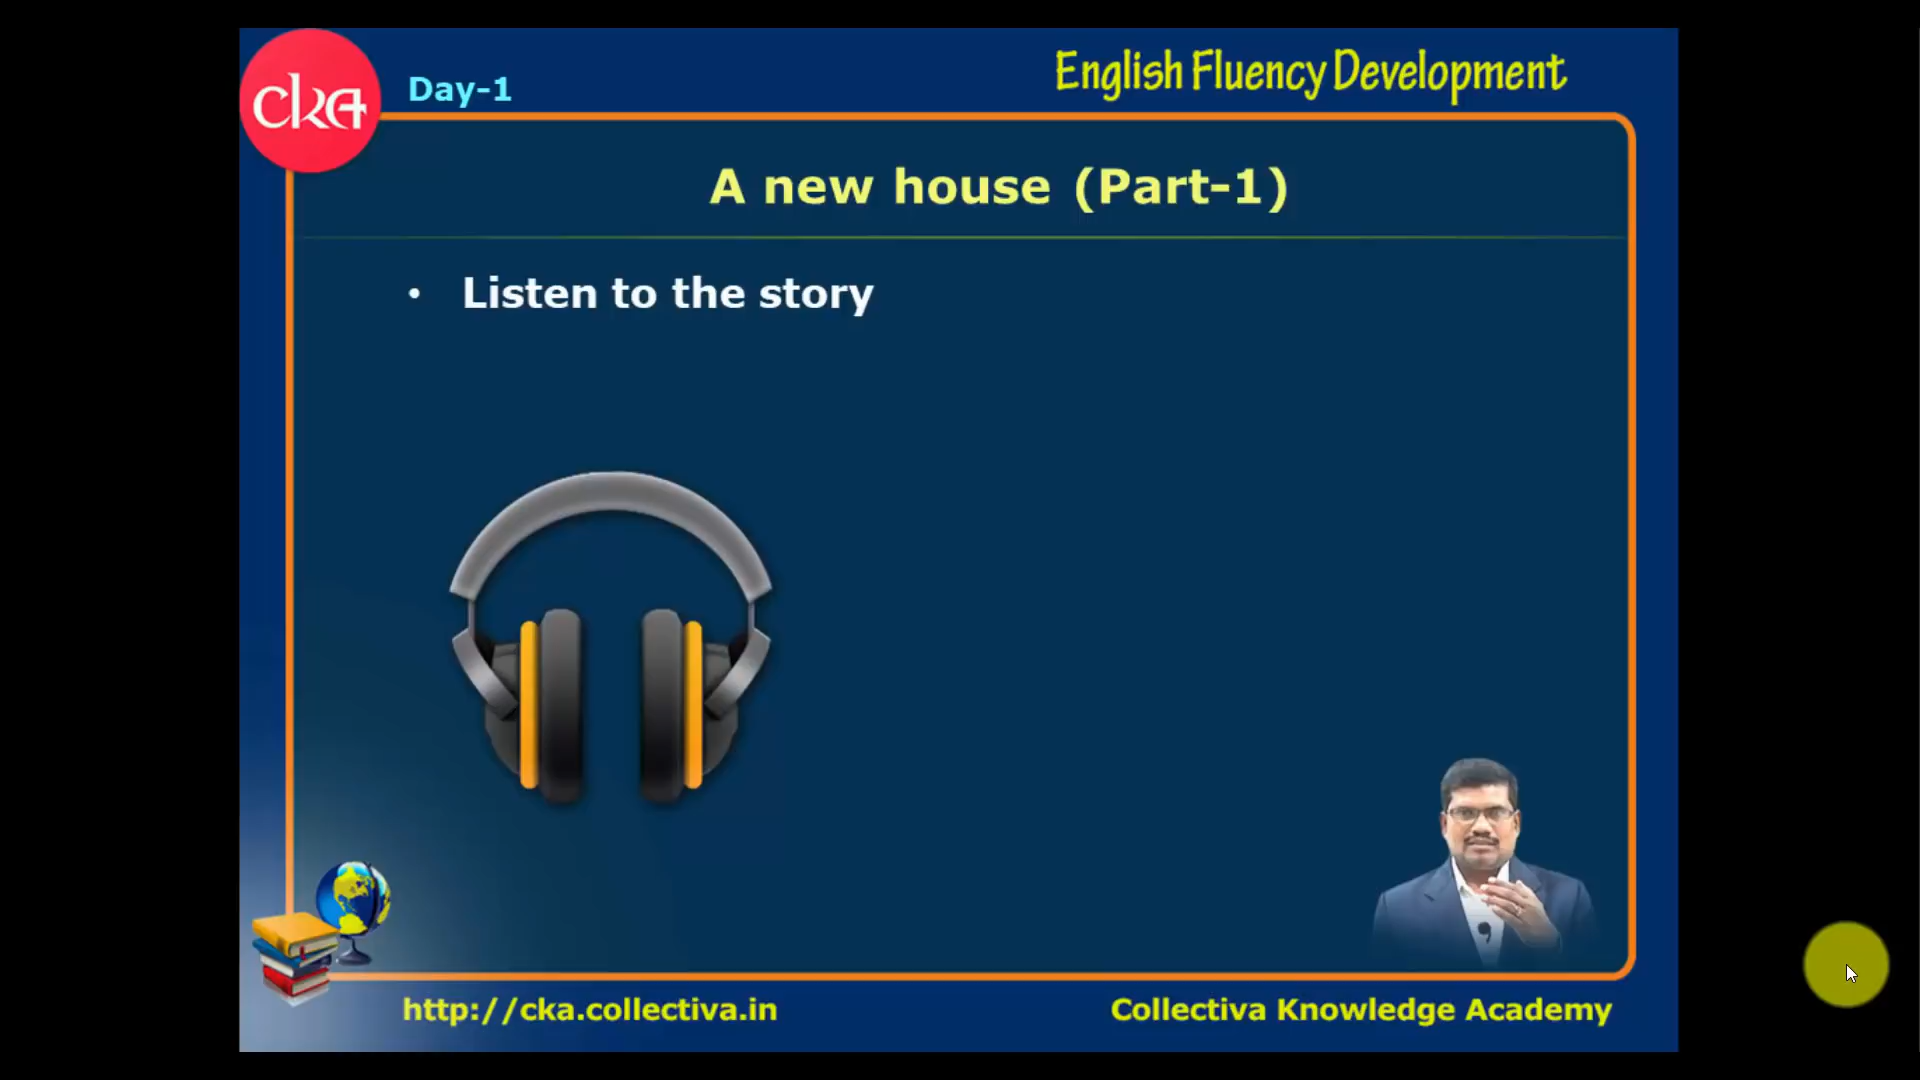 cka
Day-1
English Fluency Development
A new house (Part-1)
• Listen to the story
http://cka.collectiva.in
Collectiva Knowledge Academy